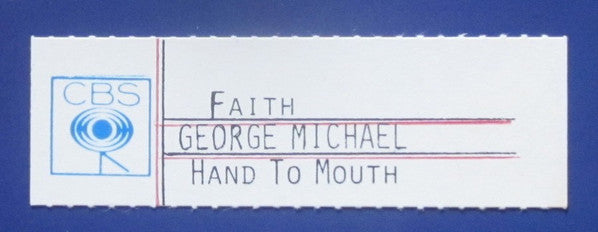 CBS
FAITH
GEORGE MICHAEL
HAND TO MOUTH